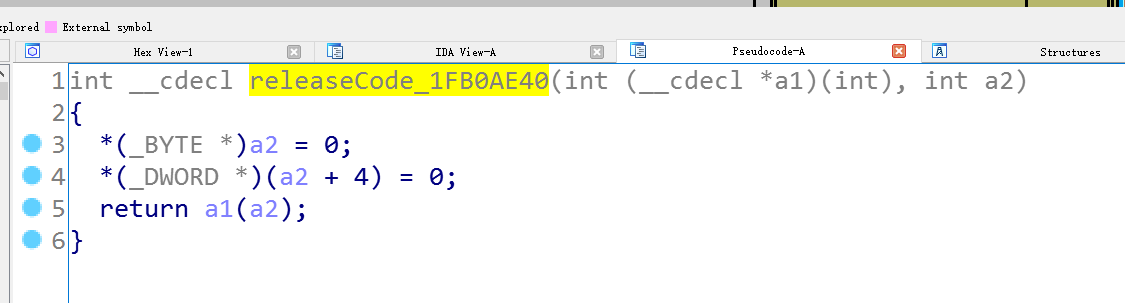 xplored External symbol
Hex View-1 IDA View-A Pseudocode-A Structures
1 int __cdecl releaseCode_1FB0AE40(int (__cdecl *a1)(int), int a2)
2 {
3 *(_BYTE *)a2 = 0;
4 *(_DWORD *)(a2 + 4) = 0;
5 return a1(a2);
6 }